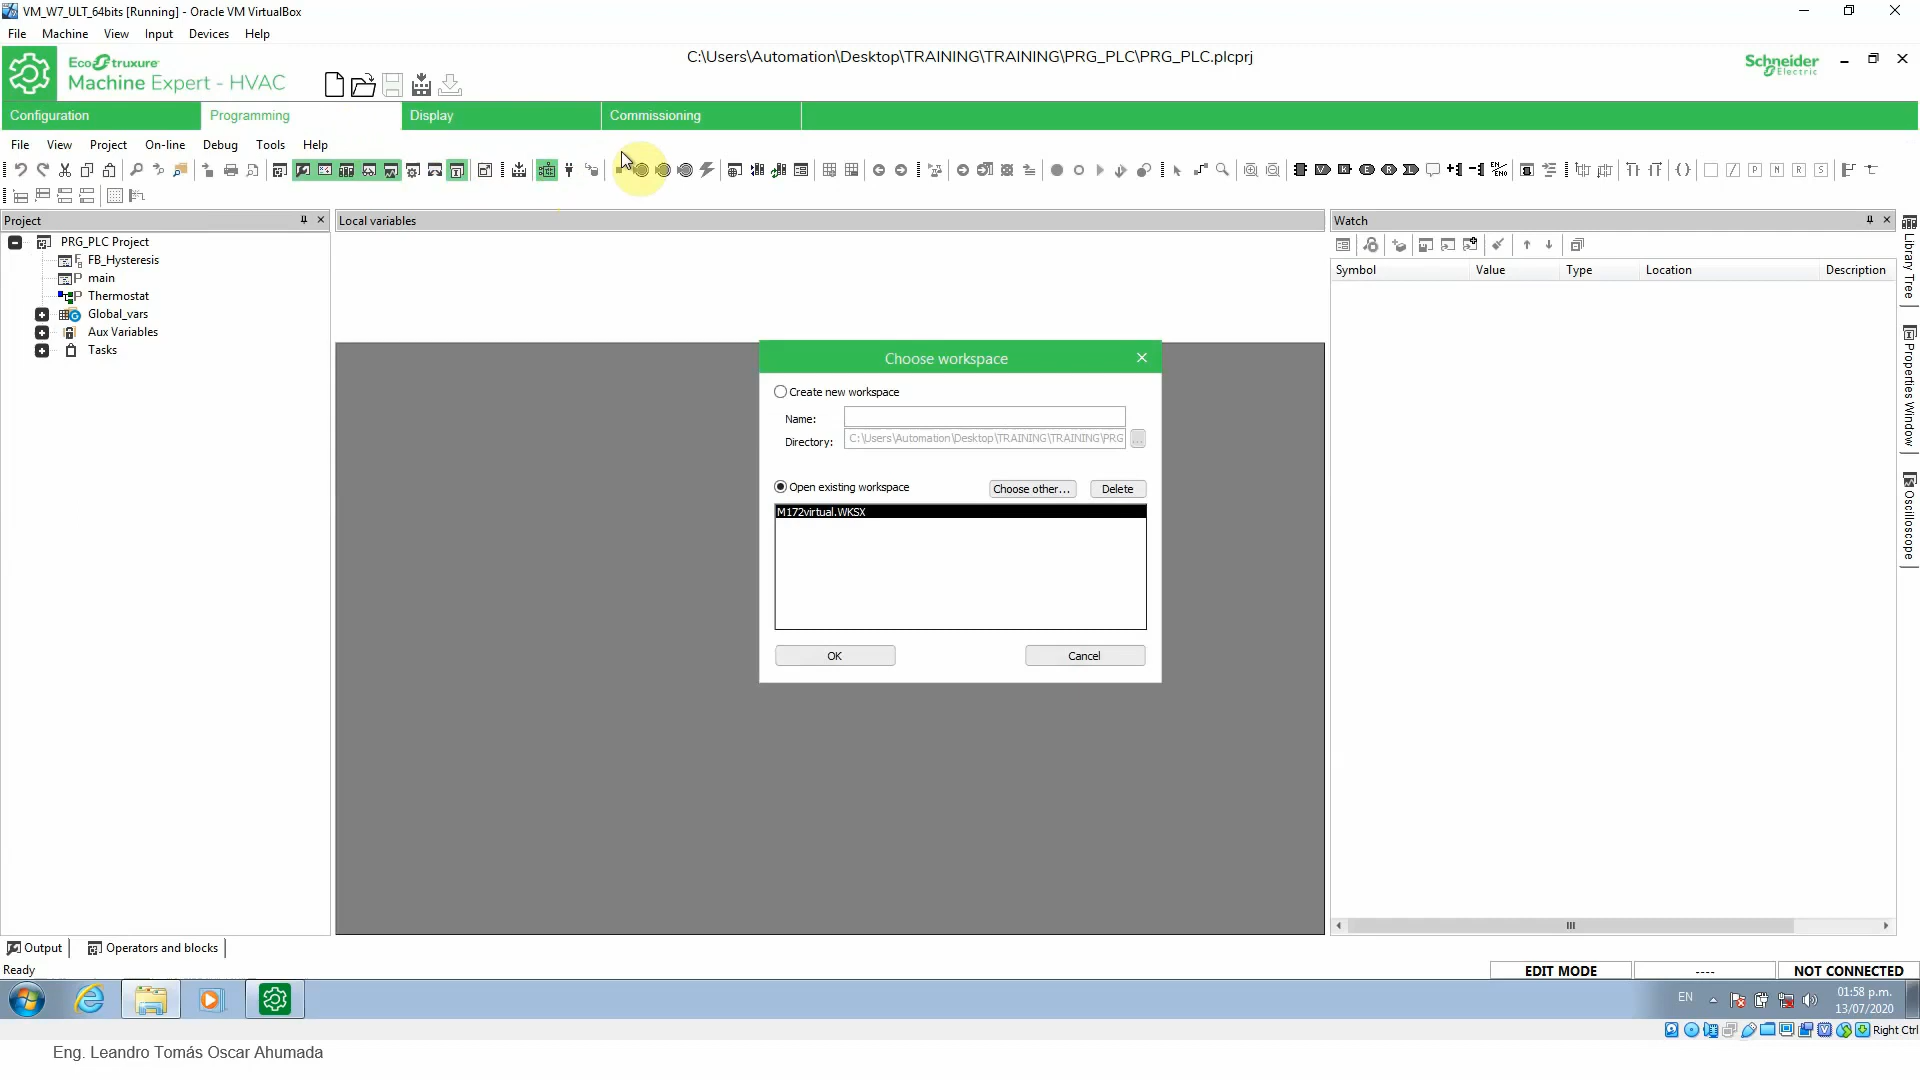 VM_W7_ULT_64bits [Running] - Oracle VM VirtualBox
File Machine View Input Devices Help
EcoStruxure
Machine Expert - HVAC
C:\Users\Automation\Desktop\TRAINING\TRAINING\PRG_PLC\PRG_PLC.plcprj
Schneider
Electric
Configuration Programming Display Commissioning
File View Project On-line Debug Tools Help
Project Local variables Watch
Symbol Value Type Location Description
PRG_PLC Project
FB_Hysteresis
main
Thermostat
Global_vars
Aux Variables
Tasks
Choose workspace
Create new workspace
Name:
Directory: C:\Users\Automation\Desktop\TRAINING\TRAINING\PRG ...
Open existing workspace Choose other... Delete
M172virtual.WKSX
OK Cancel
Library Tree
Properties Window
Oscilloscope
Output Operators and blocks
Ready EDIT MODE ---- NOT CONNECTED
EN 01:58 p.m.
13/07/2020
Right Ctrl
Eng. Leandro Tomás Oscar Ahumada